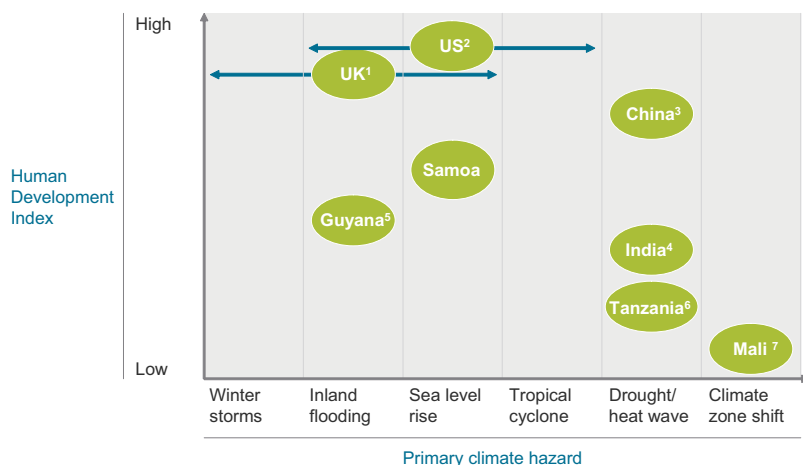 High
US²
UK¹
China³
Human
Development
Index
Samoa
Guyana⁵
India⁴
Tanzania⁶
Mali ⁷
Low
Winter
storms
Inland
flooding
Sea level
rise
Tropical
cyclone
Drought/
heat wave
Climate
zone shift
Primary climate hazard